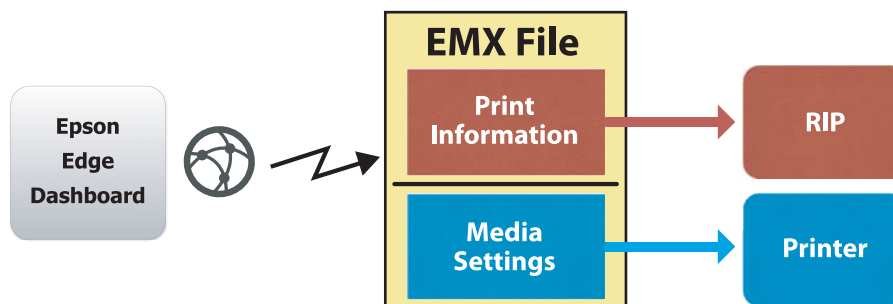 EMX File
Epson
Edge
Dashboard
Print
Information
RIP
Media
Settings
Printer